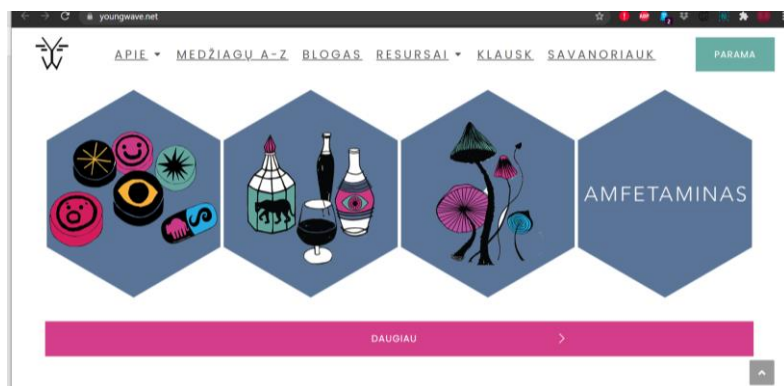 youngwave.net
APIE MEDŽIAGŲ A-Z BLOGAS RESURSAI KLAUSK SAVANORIAUK PARAMA
AMFETAMINAS
DAUGIAU